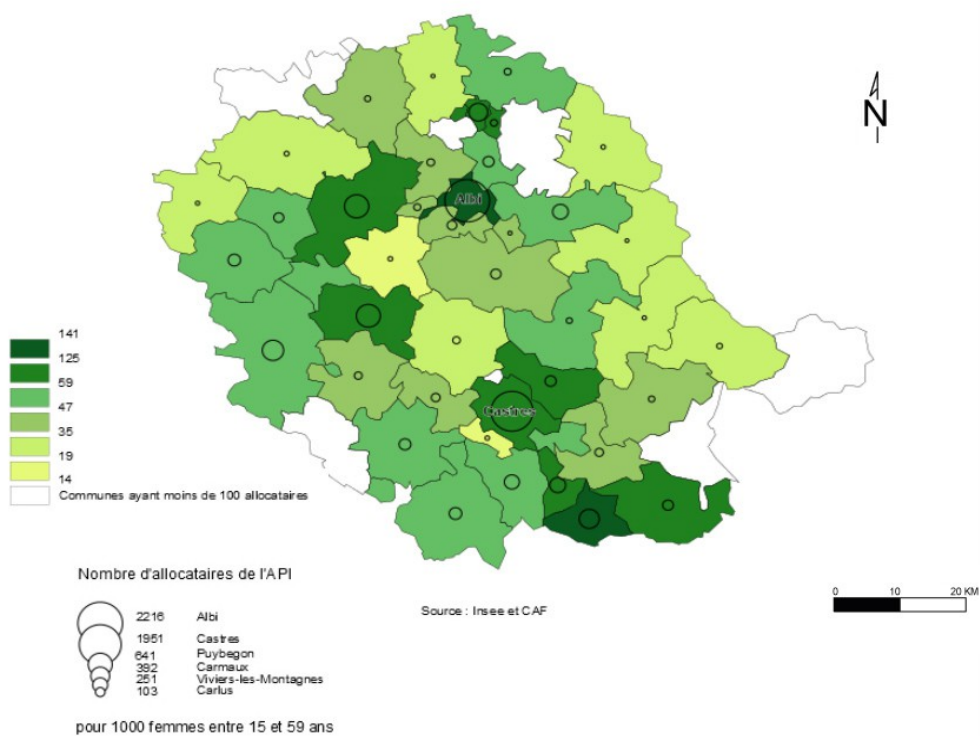 N
Albi
141
125
59
47
35
19
14
Communes ayant moins de 100 allocataires
Castres
Nombre d'allocataires de l'API
2216 Albi
1951 Castres
641 Puybegon
392 Carmaux
251 Viviers-les-Montagnes
103 Carlus
pour 1000 femmes entre 15 et 59 ans
Source : Insee et CAF
0 10 20 KM